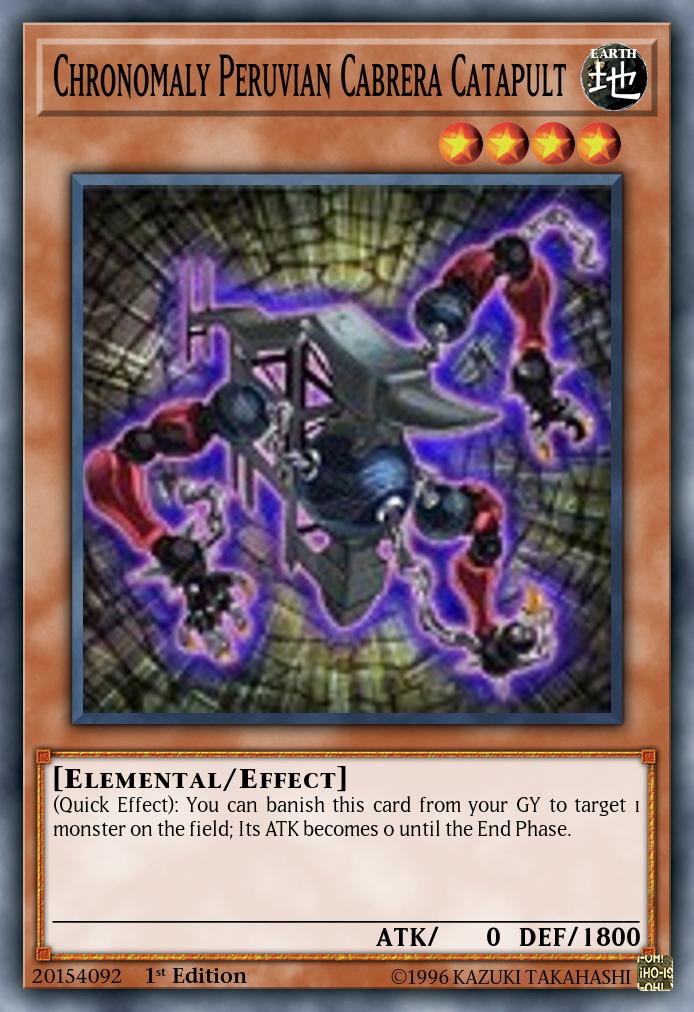 Chronomaly Peruvian Cabrera Catapult
EARTH
地
[Elemental/Effect]
(Quick Effect): You can banish this card from your GY to target 1
monster on the field; Its ATK becomes 0 until the End Phase.
ATK/ 0 DEF/1800
20154092 1st Edition ©1996 KAZUKI TAKAHASHI